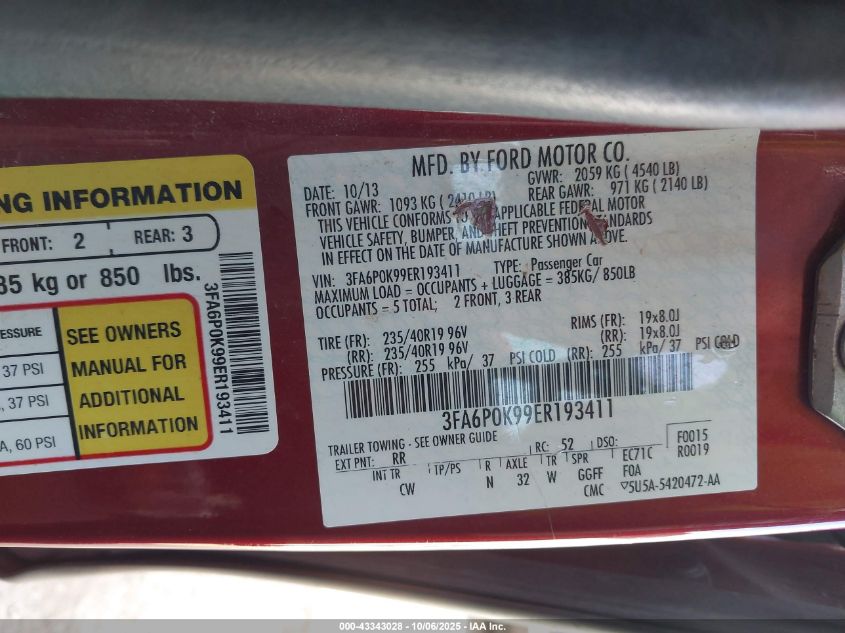 NG INFORMATION
FRONT: 2
REAR: 3
85 kg or 850 lbs.
3FA6P0K99ER193411
RESSURE
37 PSI
, 37 PSI
A, 60 PSI
SEE OWNERS
MANUAL FOR
ADDITIONAL
INFORMATION
MFD. BY FORD MOTOR CO.
DATE: 10/13
GVWR: 2059 KG (4540 LB)
FRONT GAWR: 1093 KG (2410 LB)
REAR GAWR: 971 KG (2140 LB)
THIS VEHICLE CONFORMS APPLICABLE FEDERAL MOTOR
VEHICLE SAFETY, BUMPER, AND THEFT PREVENTION STANDARDS
IN EFFECT ON THE DATE OF MANUFACTURE SHOWN ABOVE.
VIN: 3FA6P0K99ER193411 TYPE: Passenger Car
MAXIMUM LOAD = OCCUPANTS + LUGGAGE = 385KG/ 850LB
OCCUPANTS = 5 TOTAL; 2 FRONT, 3 REAR
TIRE (FR): 235/40R19 96V RIMS (FR): 19x8.0J
(RR): 235/40R19 96V (RR): 19x8.0J
PRESSURE (FR): 255 kPa/ 37 PSI COLD (RR): 255 kPa/ 37 PSI COLD
3FA6P0K99ER193411
TRAILER TOWING - SEE OWNER GUIDE
RC: 52 DSO: F0015
EXT PNT: RR EC71C R0019
INT TR TP/PS R AXLE TR SPR FOA
CW N 32 W GGFF
CMC ▽5U5A-5420472-AA
000-43343028 - 10/06/2025 - IAA Inc.